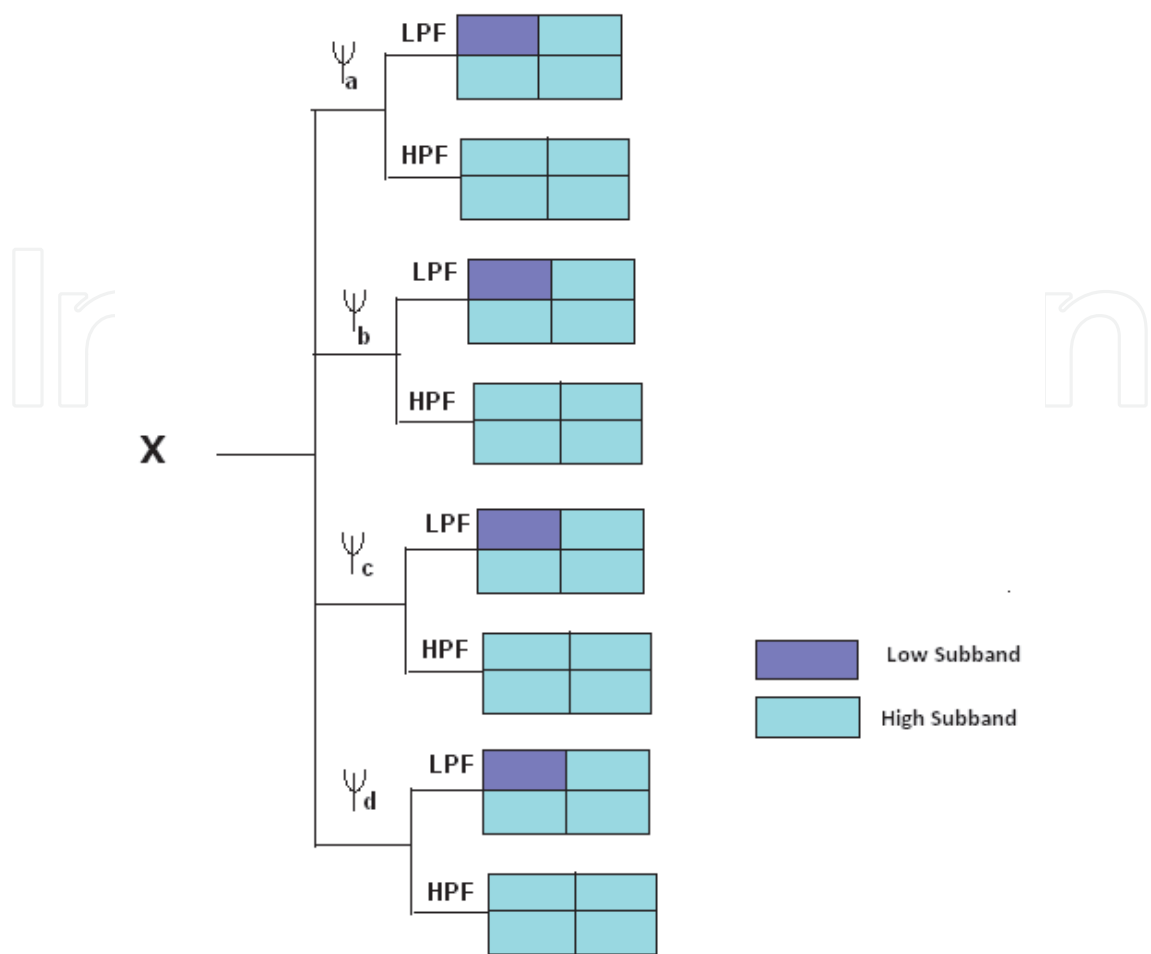 LPF
Ψa
HPF
LPF
Ψb
HPF
X
LPF
Ψc
HPF
Low Subband
High Subband
LPF
Ψd
HPF